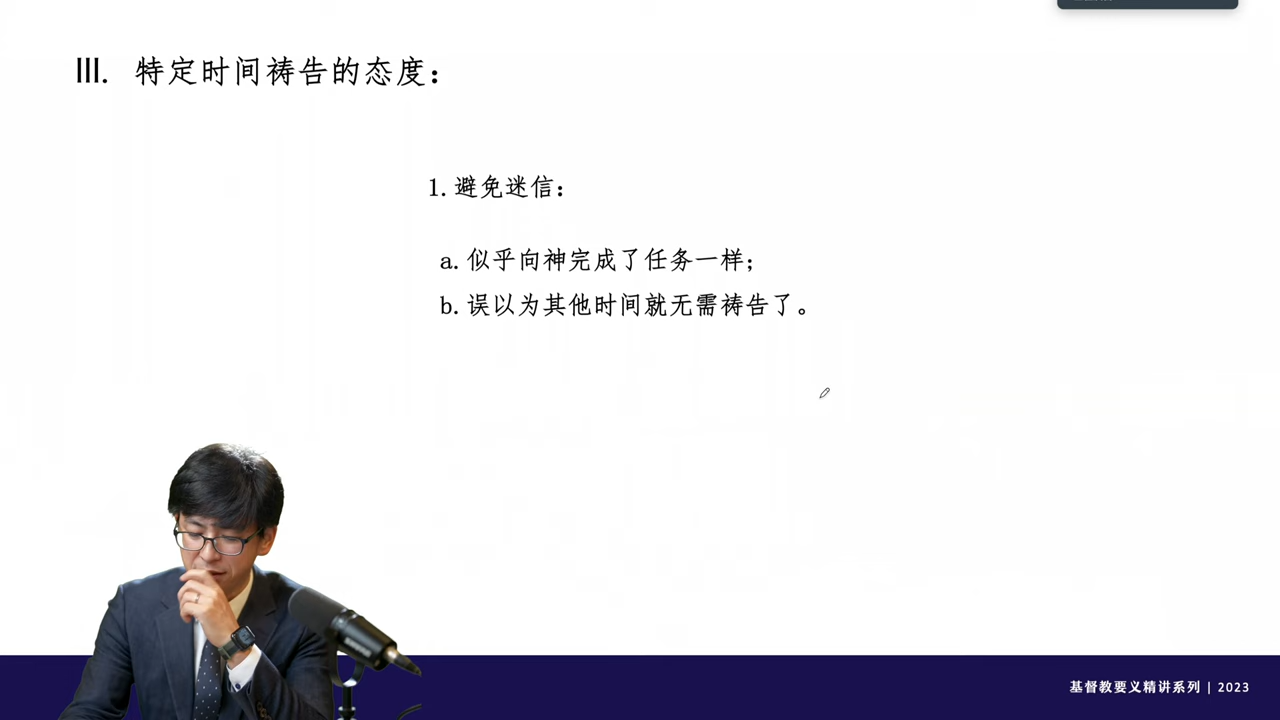 III. 特定时间祷告的态度：
1. 避免迷信：
a. 似乎向神完成了任务一样；
b. 误以为其他时间就无需祷告了。
基督教要义精讲系列 | 2023